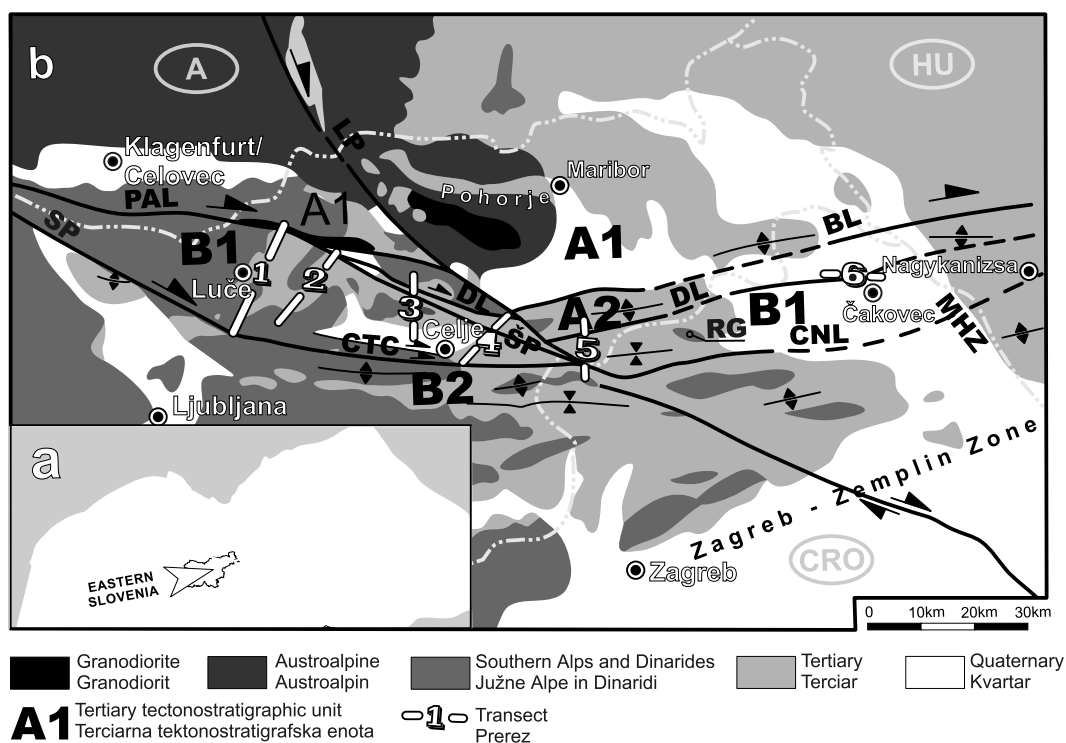 b
A
HU
LP
Klagenfurt/
Celovec
Maribor
Pohorje
PAL
A1
SP
B1
A1
BL
1
2
Luče
6
Nagykanizsa
DL
DL
3
A2
B1
Čakovec
MHZ
RG
CNL
Celje
ŠP
4
CTC
5
B2
Ljubljana
a
Zagreb - Zemplin Zone
EASTERN
SLOVENIA
CRO
Zagreb
0 10km 20km 30km
Granodiorite
Granodiorit
Austroalpine
Austroalpin
Southern Alps and Dinarides
Južne Alpe in Dinaridi
Tertiary
Terciar
Quaternary
Kvartar
A1
Tertiary tectonostratigraphic unit
Terciarna tektonostratigrafska enota
1
Transect
Prerez